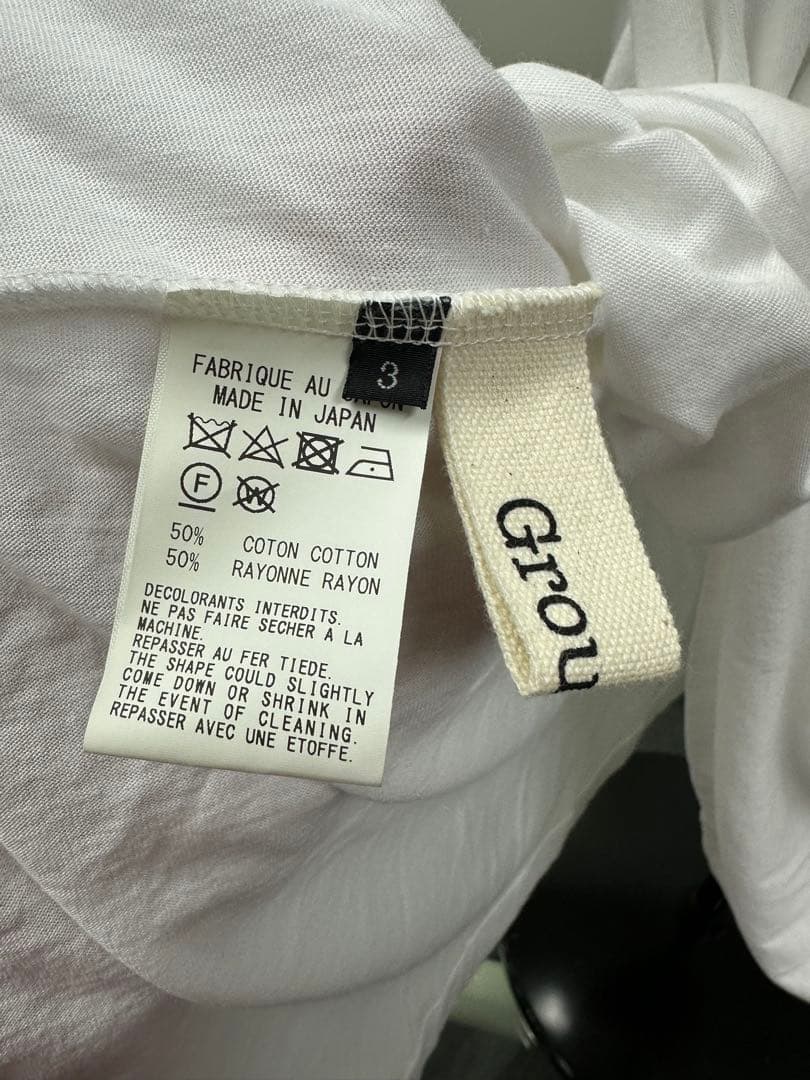 3
FABRIQUE AU JAPON
MADE IN JAPAN
F
W
50% COTON COTTON
50% RAYONNE RAYON
DECOLORANTS INTERDITS.
NE PAS FAIRE SECHER A LA
MACHINE.
REPASSER AU FER TIEDE.
THE SHAPE COULD SLIGHTLY
COME DOWN OR SHRINK IN
THE EVENT OF CLEANING.
REPASSER AVEC UNE ETOFFE.
Grou